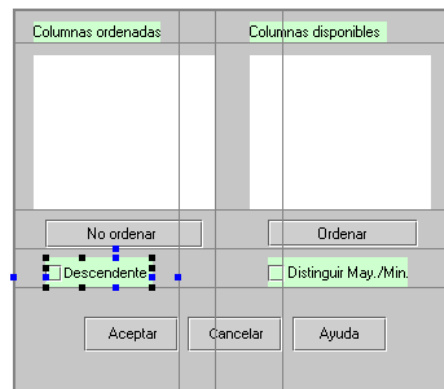 Columnas ordenadas
Columnas disponibles
No ordenar
Ordenar
Descendente
Distinguir May./Min.
Aceptar
Cancelar
Ayuda